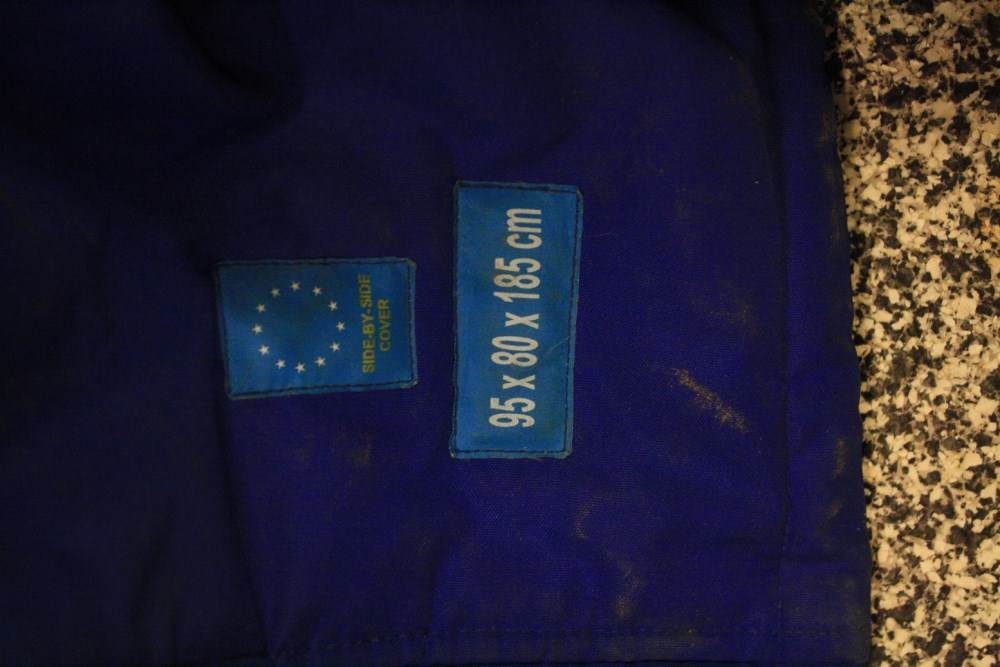 SIDE-BY-SIDE
COVER
95 x 80 x 185 cm